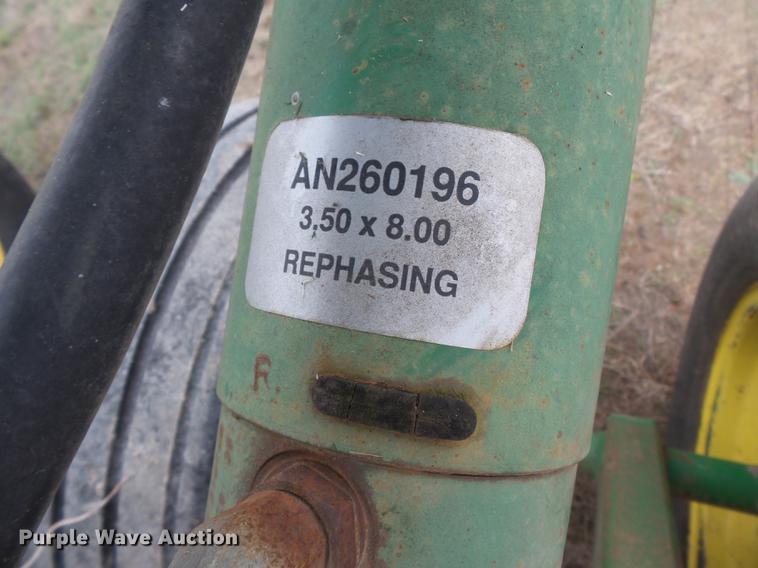 AN260196
3.50 x 8.00
REPHASING
R.
Purple Wave Auction